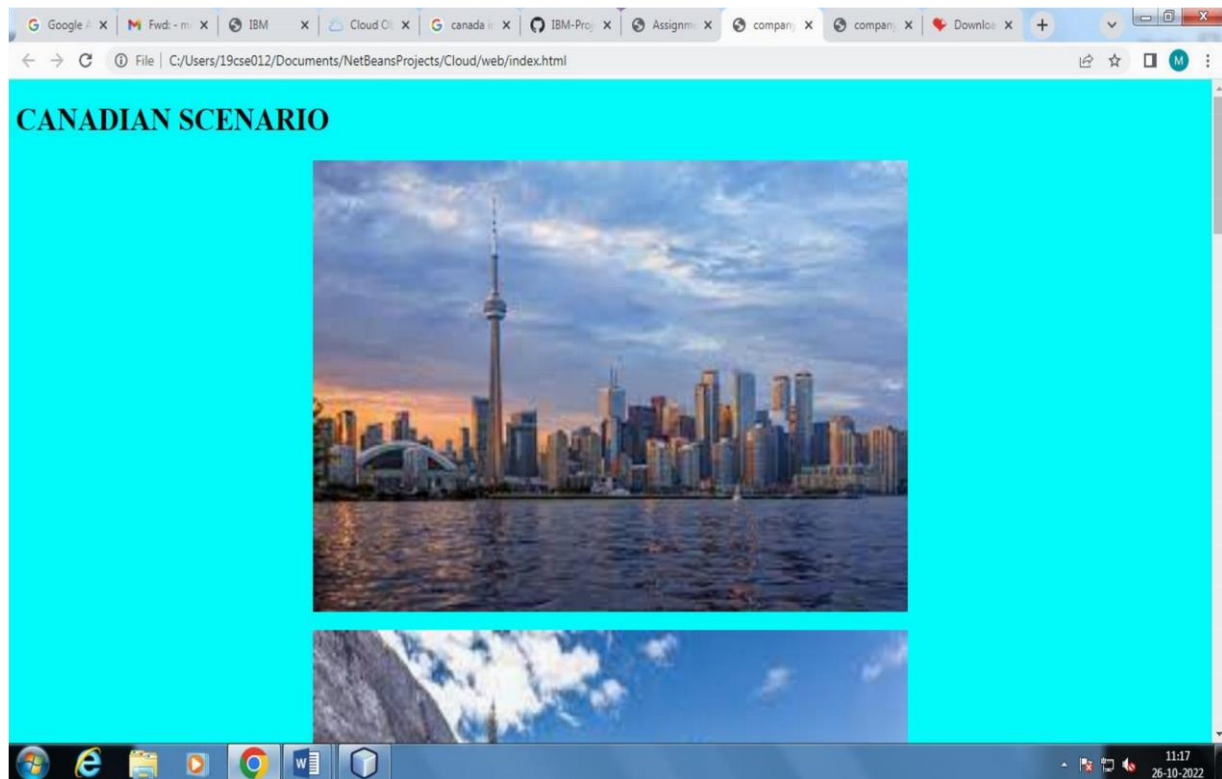 Google A
Fwd: - m
IBM
Cloud Ob
canada i
IBM-Proj
Assignm
company
company
Downloa
File | C:/Users/19cse012/Documents/NetBeansProjects/Cloud/web/index.html
M
CANADIAN SCENARIO
11:17
26-10-2022